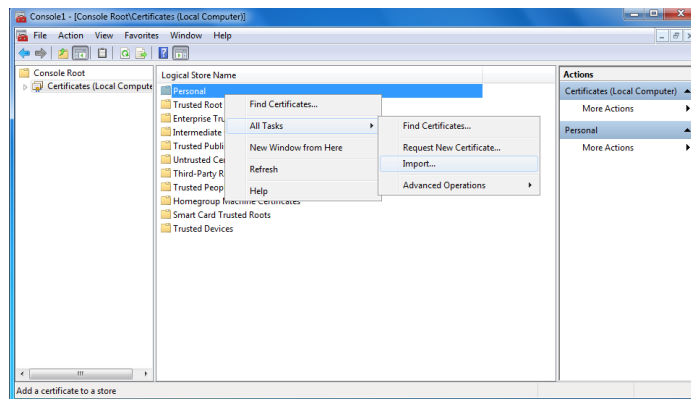 Console1 - [Console Root\Certificates (Local Computer)]
File Action View Favorites Window Help
Console Root
Certificates (Local Compute
Logical Store Name
Personal
Trusted Root
Enterprise Tru
Intermediate
Trusted Publi
Untrusted Cer
Third-Party R
Trusted Peop
Homegroup Machine Certificates
Smart Card Trusted Roots
Trusted Devices
Find Certificates...
All Tasks
New Window from Here
Refresh
Help
Find Certificates...
Request New Certificate...
Import...
Advanced Operations
Actions
Certificates (Local Computer)
More Actions
Personal
More Actions
Add a certificate to a store